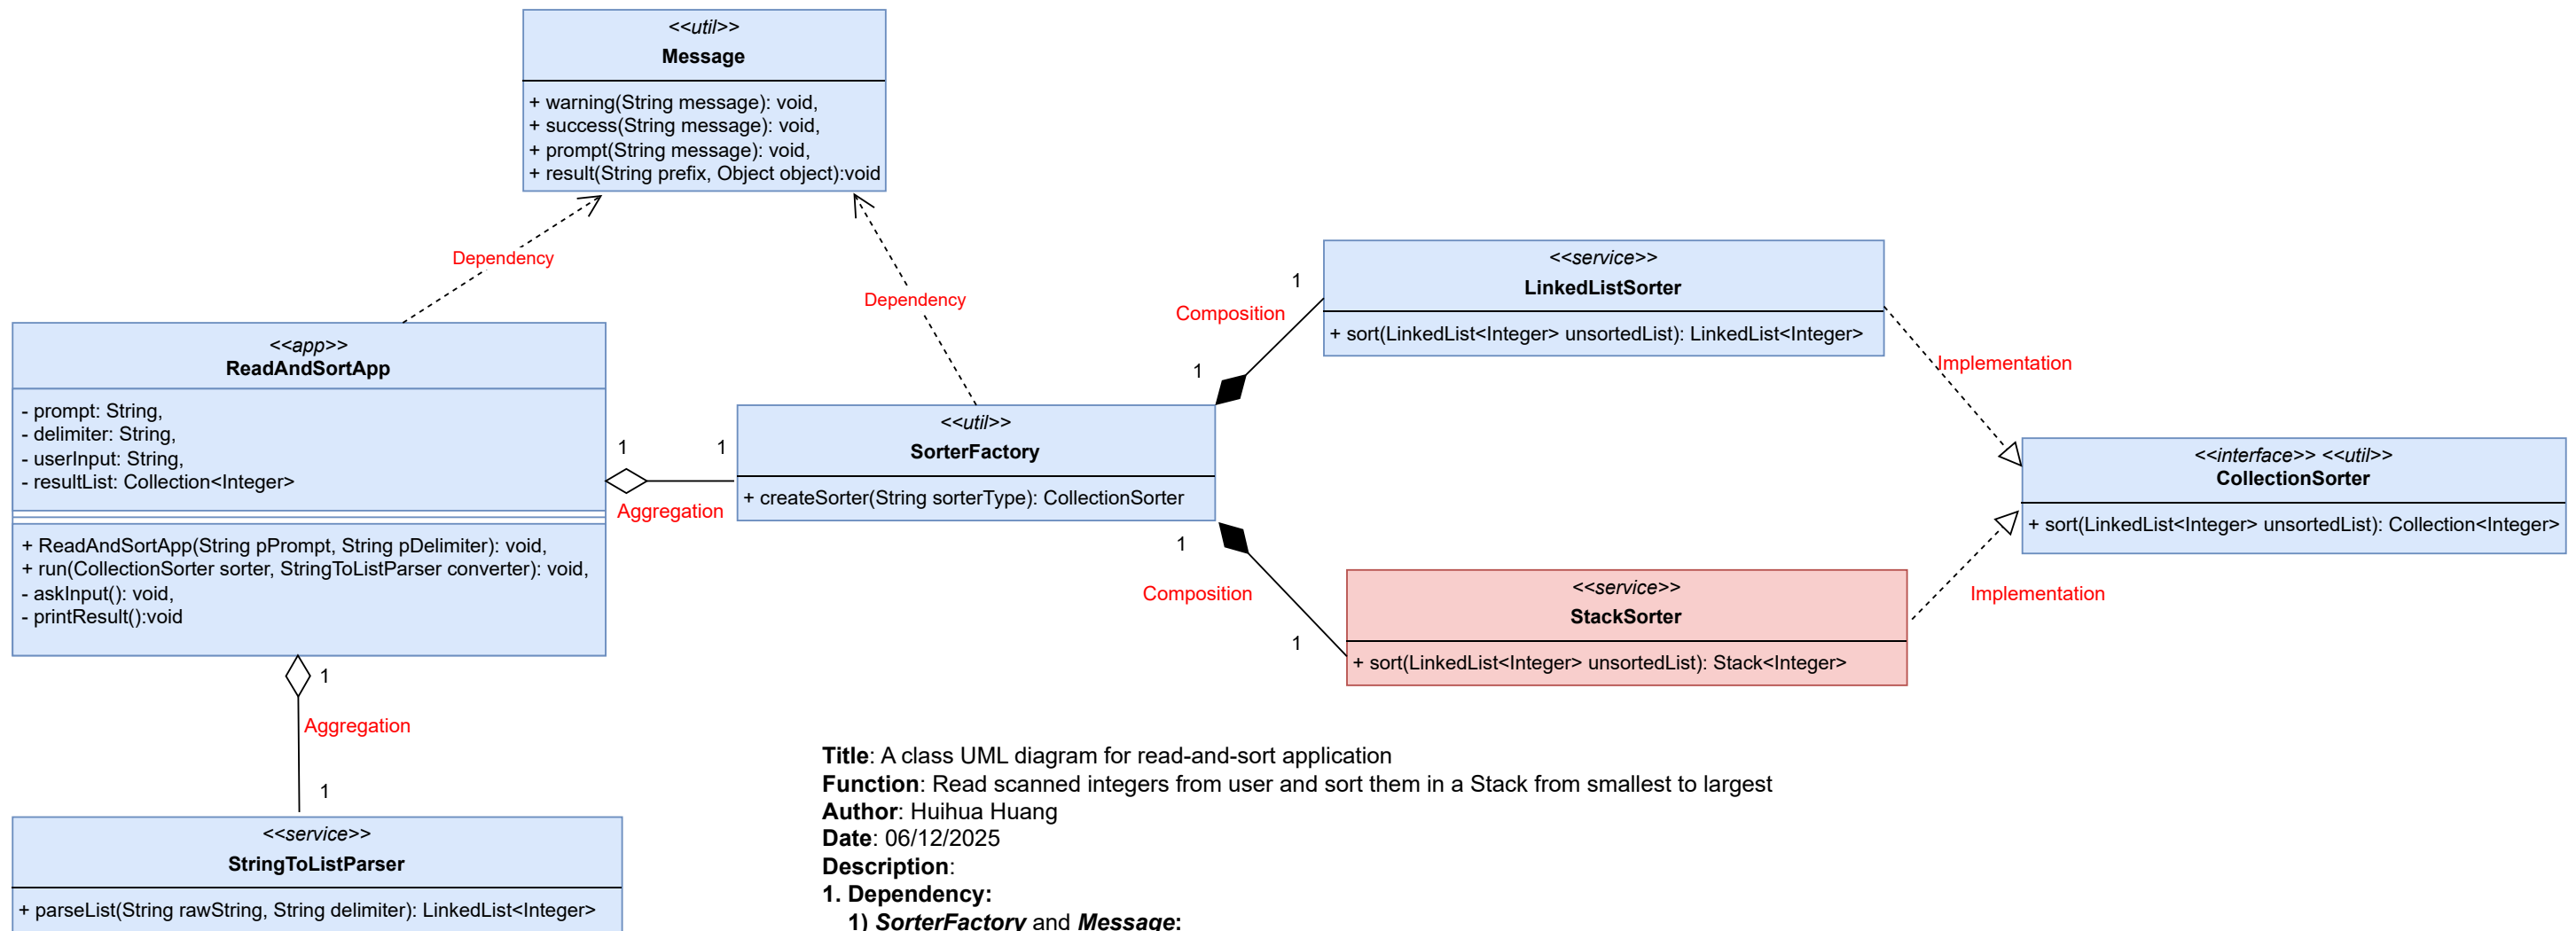 <<util>>
Message
+ warning(String message): void,
+ success(String message): void,
+ prompt(String message): void,
+ result(String prefix, Object object):void
Dependency
Dependency
<<app>>
ReadAndSortApp
- prompt: String,
- delimiter: String,
- userInput: String,
- resultList: Collection<Integer>
+ ReadAndSortApp(String pPrompt, String pDelimiter): void,
+ run(CollectionSorter sorter, StringToListParser converter): void,
- askInput(): void,
- printResult():void
1
1
Aggregation
<<util>>
SorterFactory
+ createSorter(String sorterType): CollectionSorter
1
Composition
1
<<service>>
LinkedListSorter
+ sort(LinkedList<Integer> unsortedList): LinkedList<Integer>
Implementation
<<interface>> <<util>>
CollectionSorter
+ sort(LinkedList<Integer> unsortedList): Collection<Integer>
1
Composition
1
<<service>>
StackSorter
+ sort(LinkedList<Integer> unsortedList): Stack<Integer>
Implementation
1
Aggregation
1
<<service>>
StringToListParser
+ parseList(String rawString, String delimiter): LinkedList<Integer>
Title: A class UML diagram for read-and-sort application
Function: Read scanned integers from user and sort them in a Stack from smallest to largest
Author: Huihua Huang
Date: 06/12/2025
Description:
1. Dependency:
1) SorterFactory and Message: